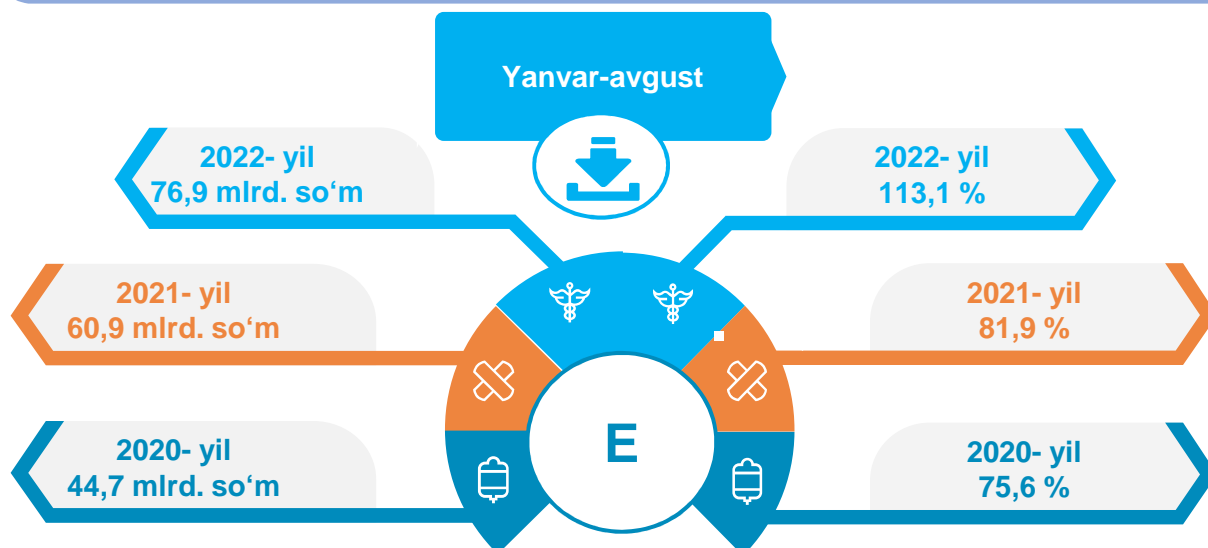 Yanvar-avgust
2022- yil
76,9 mlrd. so‘m
2022- yil
113,1 %
2021- yil
60,9 mlrd. so‘m
2021- yil
81,9 %
E
2020- yil
44,7 mlrd. so‘m
2020- yil
75,6 %